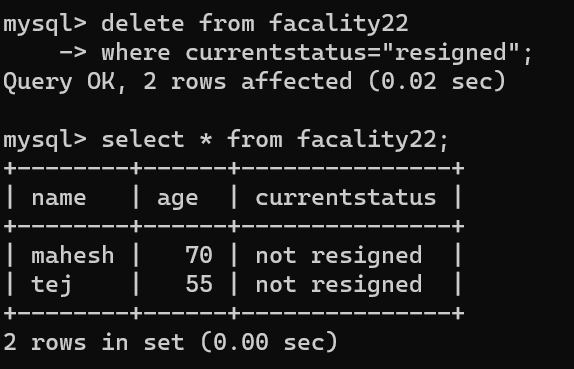 mysql> delete from facality22
    -> where currentstatus="resigned";
Query OK, 2 rows affected (0.02 sec)

mysql> select * from facality22;
+--------+------+---------------+
| name   | age  | currentstatus |
+--------+------+---------------+
| mahesh |   70 | not resigned  |
| tej    |   55 | not resigned  |
+--------+------+---------------+
2 rows in set (0.00 sec)